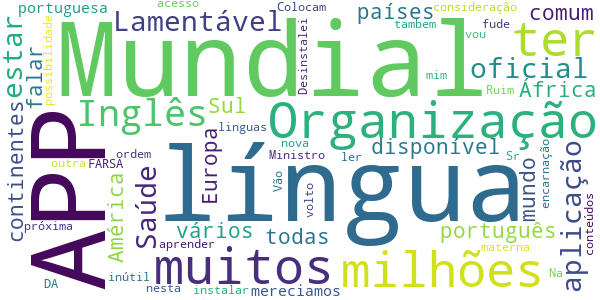 portuguesa
acesso
Colocam
países
consideração
comum
Lamentável
também
fude
vou
estar
possibilidade
falar
Mundial
Desinstalei
mim
ter
oficial
Ruim
África
Inglês
Sul
Organização
continentes
APP
línguas
nova
disponível
outra
FARSA
ordem
Europa
Ministro
ler
Sr
mundo
encarnação
aplicação
América
Saúde
língua
Vão
volto
próxima
vários
todas
português
conteúdos
aprender
materna
DA
inútil
nesta
instalar
muitos
mereciamos
milhões
Na